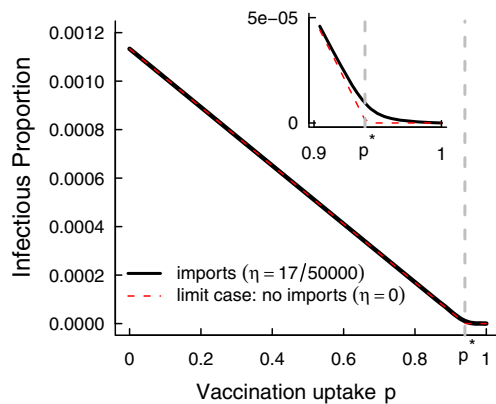 5e−05
0
0.9
p*
1
0.0012
0.0010
0.0008
0.0006
0.0004
0.0002
0.0000
Infectious Proportion
imports (η = 17/50000)
limit case: no imports (η = 0)
0
0.2
0.4
0.6
0.8
p*
1
Vaccination uptake p